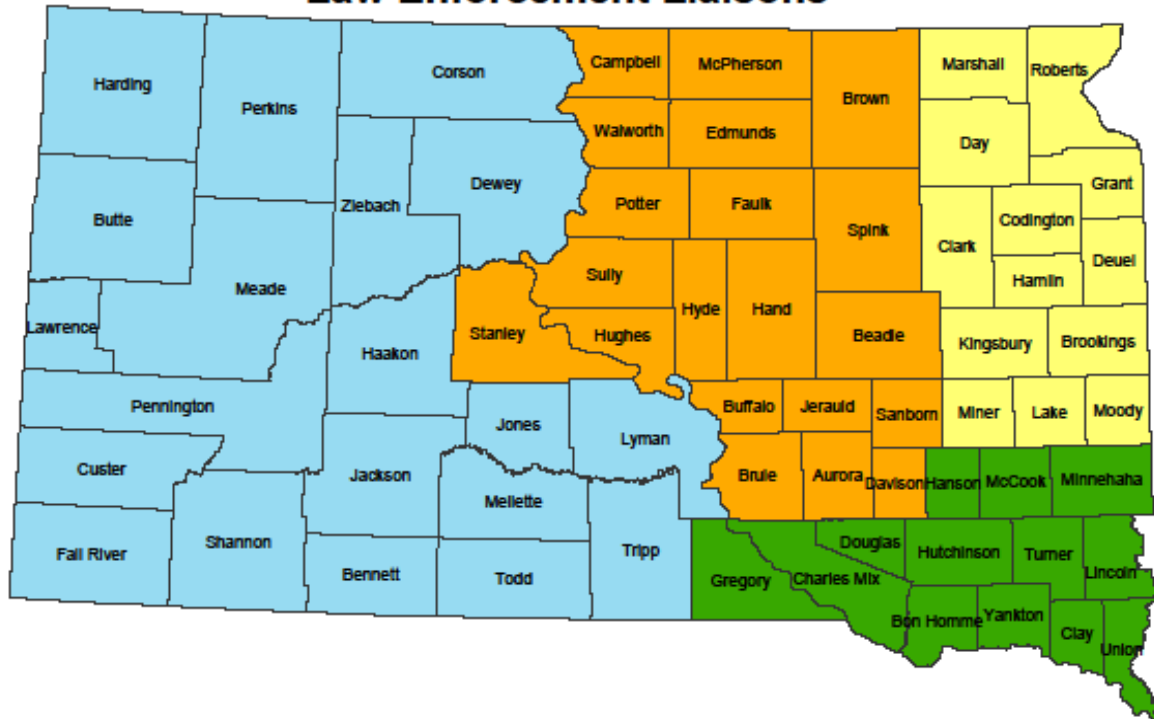 Law Enforcement Liaisons
Harding
Perkins
Corson
Campbell
McPherson
Brown
Marshall
Roberts
Walworth
Edmunds
Day
Butte
Ziebach
Dewey
Potter
Faulk
Spink
Grant
Codington
Clark
Deuel
Hamlin
Meade
Sully
Hyde
Hand
Lawrence
Stanley
Hughes
Beadle
Kingsbury
Brookings
Haakon
Pennington
Jones
Lyman
Buffalo
Jerauld
Sanborn
Miner
Lake
Moody
Custer
Jackson
Mellette
Brule
Aurora
Davison
Hanson
McCook
Minnehaha
Fall River
Shannon
Bennett
Todd
Tripp
Gregory
Charles Mix
Douglas
Hutchinson
Turner
Lincoln
Bon Homme
Yankton
Clay
Union